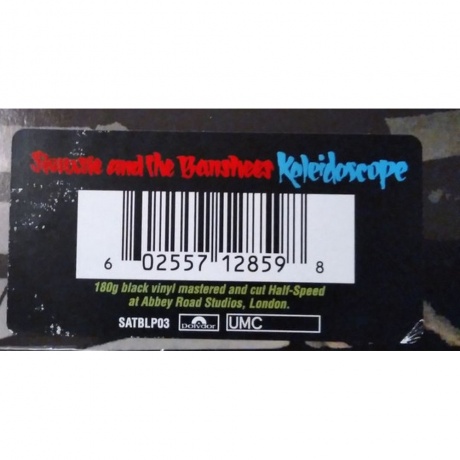 Siouxsie and the Banshees Kaleidoscope
6 02557 12859 8
180g black vinyl mastered and cut Half-Speed
at Abbey Road Studios, London.
SATBLP03 polydor UMC